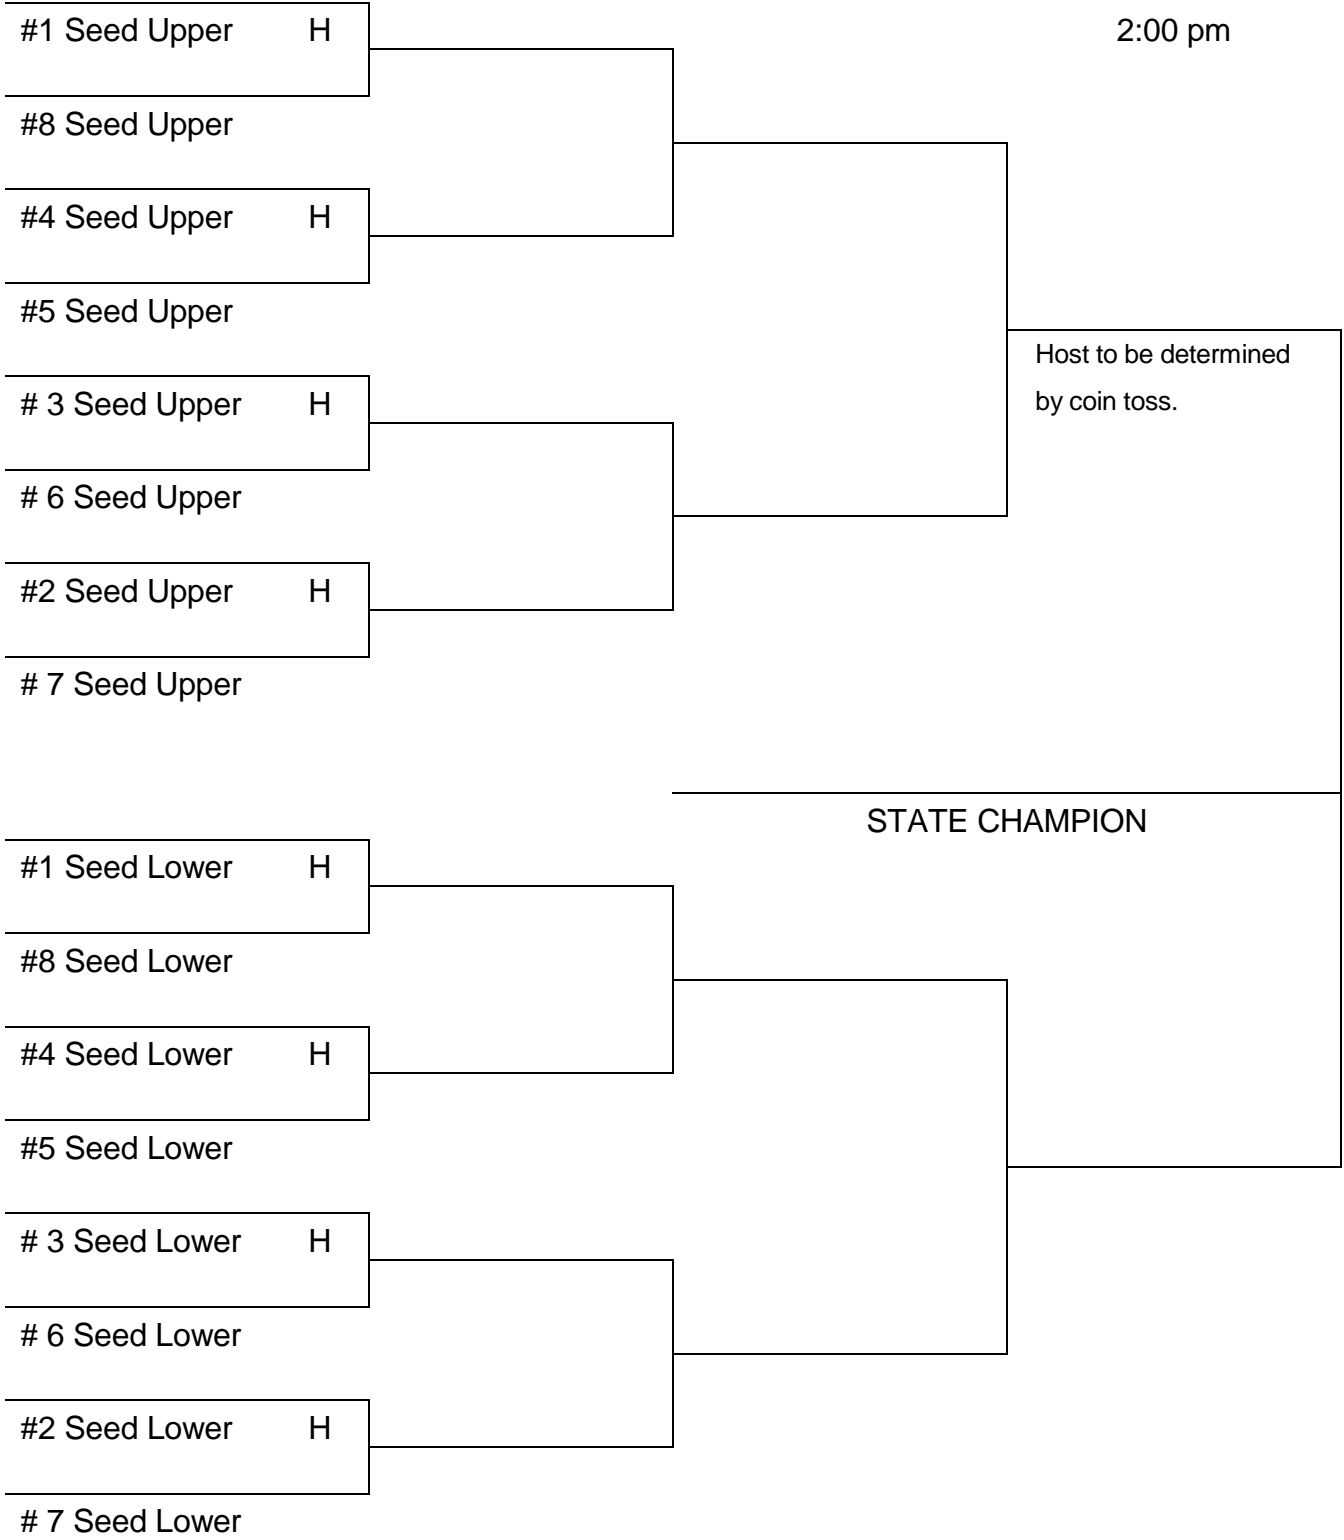 #1 Seed Upper H 2:00 pm
#8 Seed Upper
#4 Seed Upper H
#5 Seed Upper
Host to be determined
by coin toss.
# 3 Seed Upper H
# 6 Seed Upper
#2 Seed Upper H
# 7 Seed Upper
STATE CHAMPION
#1 Seed Lower H
#8 Seed Lower
#4 Seed Lower H
#5 Seed Lower
# 3 Seed Lower H
# 6 Seed Lower
#2 Seed Lower H
# 7 Seed Lower